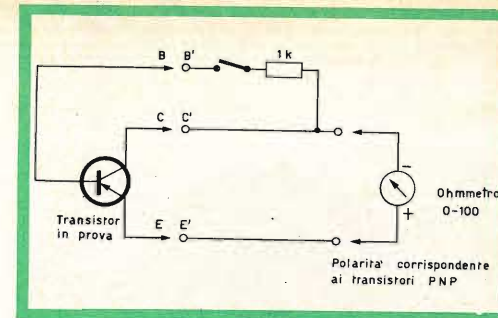 B B' 1k
C C'
-
Ohmmetro
0-100
+
Transistor
in prova
E E'
Polarita' corrispondente
ai transistori PNP